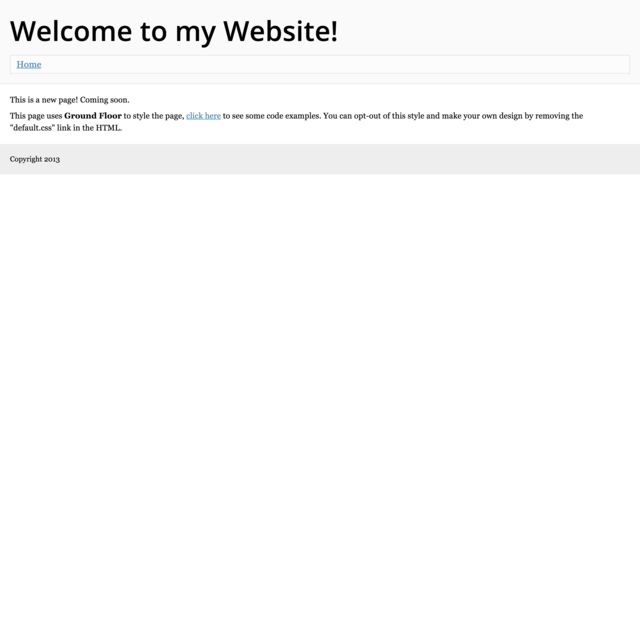 Welcome to my Website!
Home
This is a new page! Coming soon.
This page uses Ground Floor to style the page, click here to see some code examples. You can opt-out of this style and make your own design by removing the
"default.css" link in the HTML.
Copyright 2013